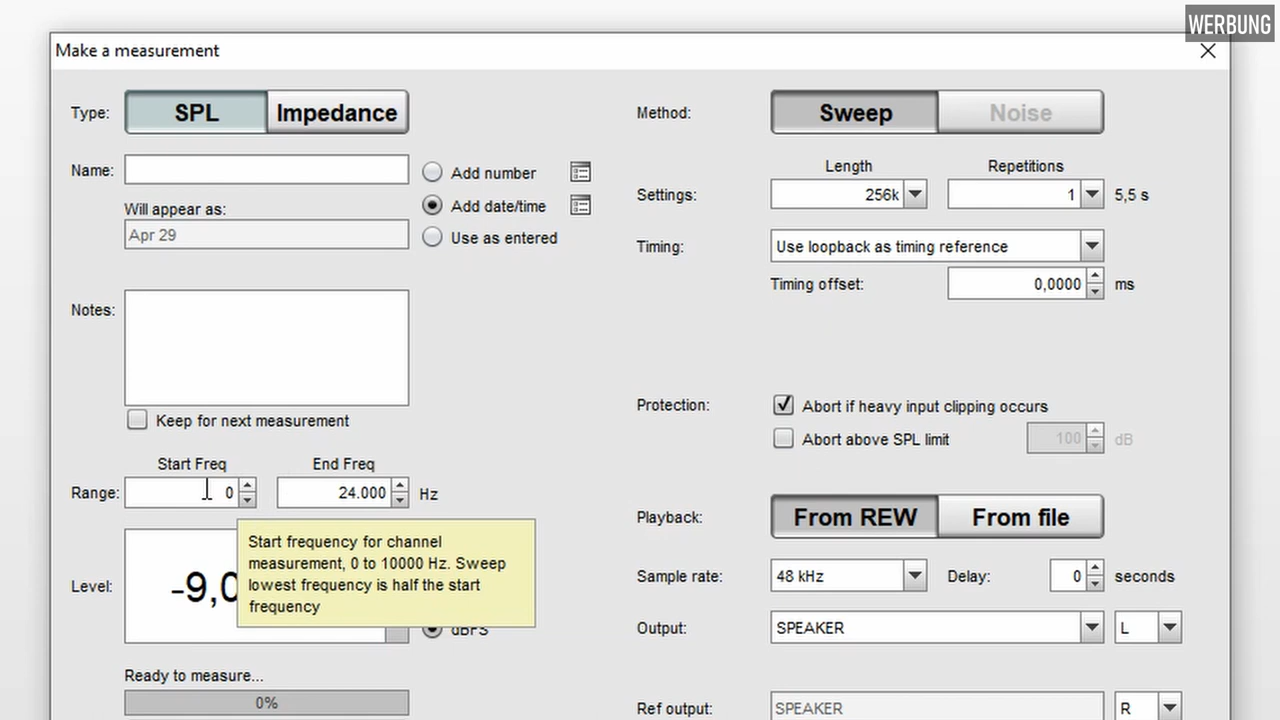 WERBUNG
Make a measurement
Type:
SPL
Impedance
Method:
Sweep
Noise
Length
Repetitions
Name:
Add number
Settings:
256k
1
5,5 s
Will appear as:
Add date/time
Apr 29
Use as entered
Timing:
Use loopback as timing reference
Timing offset:
0,0000
ms
Notes:
Keep for next measurement
Protection:
Abort if heavy input clipping occurs
Abort above SPL limit
100
dB
Start Freq
End Freq
Range:
0
24.000
Hz
Playback:
From REW
From file
Start frequency for channel
measurement, 0 to 10000 Hz. Sweep
lowest frequency is half the start
frequency
Level:
-9,0
dBFS
Sample rate:
48 kHz
Delay:
0
seconds
Output:
SPEAKER
L
Ready to measure...
0%
Ref output:
SPEAKER
R